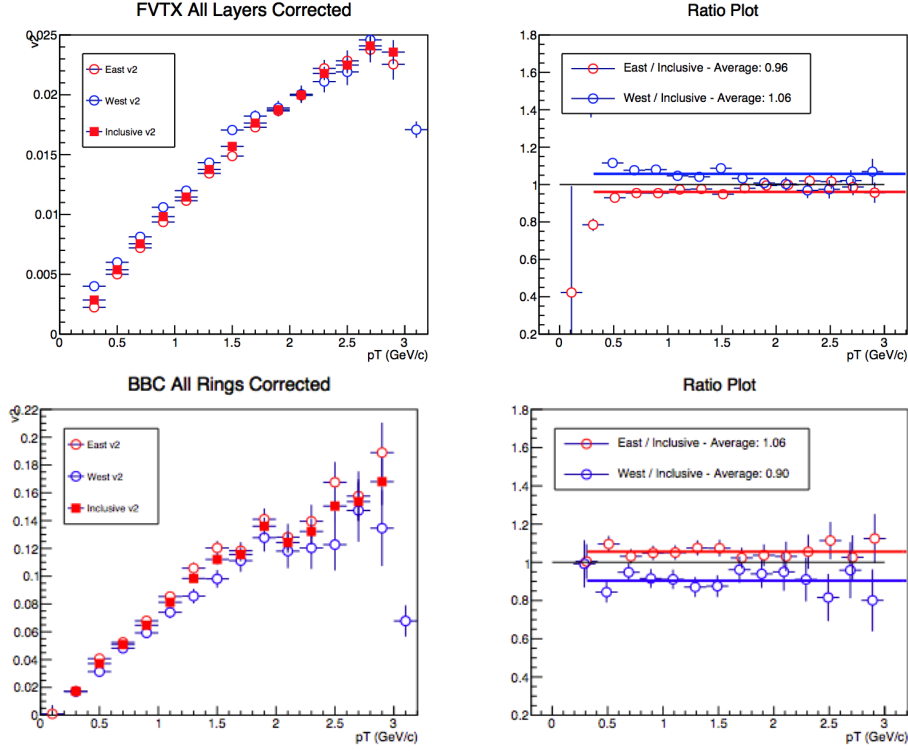 FVTX All Layers Corrected
v2
0.025
0.02
0.015
0.01
0.005
0
East v2
West v2
Inclusive v2
0 0.5 1 1.5 2 2.5 3
pT (GeV/c)
Ratio Plot
1.8
1.6
1.4
1.2
1
0.8
0.6
0.4
0.2
East / Inclusive - Average: 0.96
West / Inclusive - Average: 1.06
0 0.5 1 1.5 2 2.5 3
pT (GeV/c)
BBC All Rings Corrected
v2
0.22
0.2
0.18
0.16
0.14
0.12
0.1
0.08
0.06
0.04
0.02
0
East v2
West v2
Inclusive v2
0 0.5 1 1.5 2 2.5 3
pT (GeV/c)
Ratio Plot
1.8
1.6
1.4
1.2
1
0.8
0.6
0.4
0.2
East / Inclusive - Average: 1.06
West / Inclusive - Average: 0.90
0 0.5 1 1.5 2 2.5 3
pT (GeV/c)